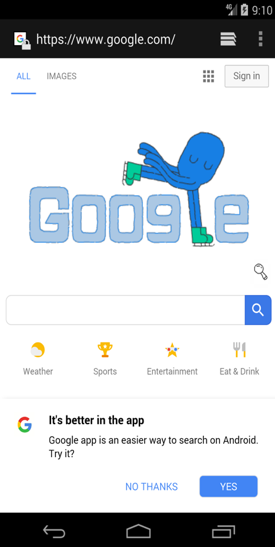 4G 9:10
https://www.google.com/
ALL IMAGES Sign in
Google
Weather Sports Entertainment Eat & Drink
It's better in the app
Google app is an easier way to search on Android.
Try it?
NO THANKS YES